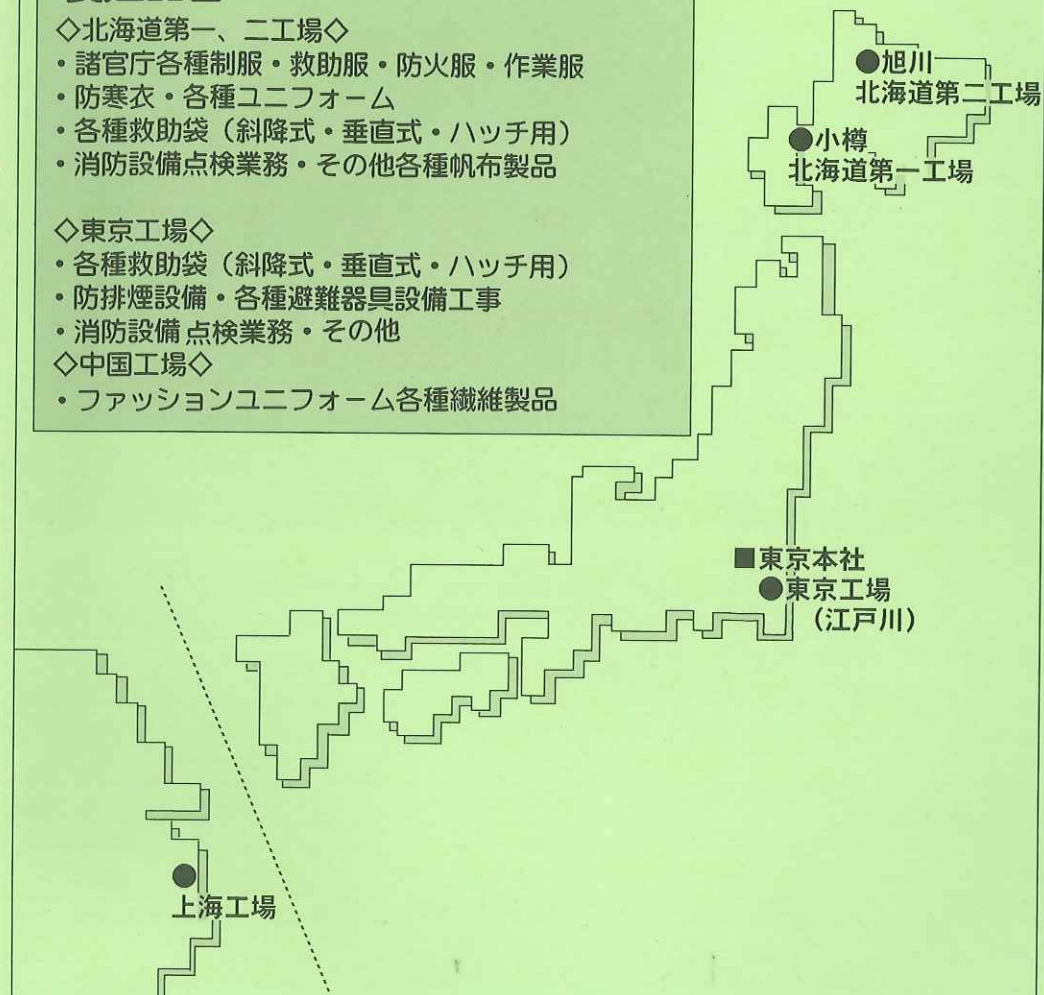 ◇北海道第一、二工場◇
・諸官庁各種制服・救助服・防火服・作業服
・防寒衣・各種ユニフォーム
・各種救助袋（斜降式・垂直式・ハッチ用）
・消防設備点検業務・その他各種帆布製品
◇東京工場◇
・各種救助袋（斜降式・垂直式・ハッチ用）
・防排煙設備・各種避難器具設備工事
・消防設備点検業務・その他
◇中国工場◇
・ファッションユニフォーム各種繊維製品
●旭川
北海道第二工場
●小樽
北海道第一工場
■東京本社
●東京工場
（江戸川）
●
上海工場